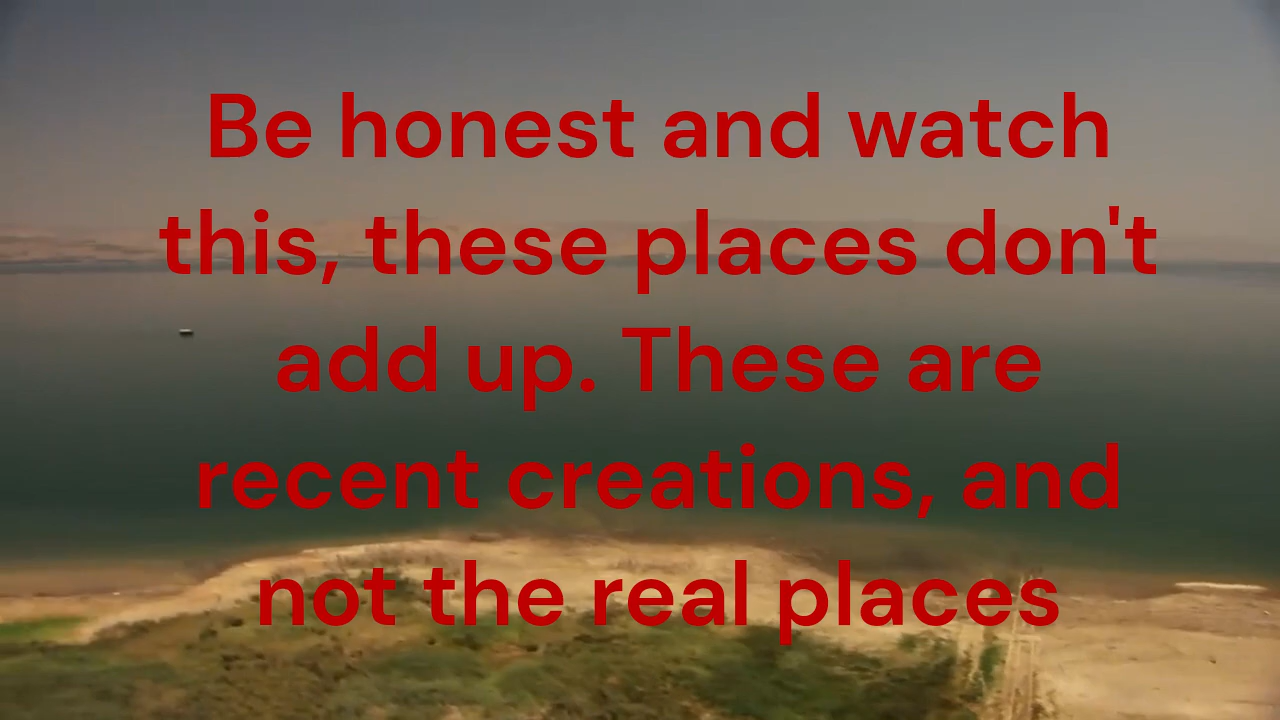 Be honest and watch
this, these places don't
add up. These are
recent creations, and
not the real places